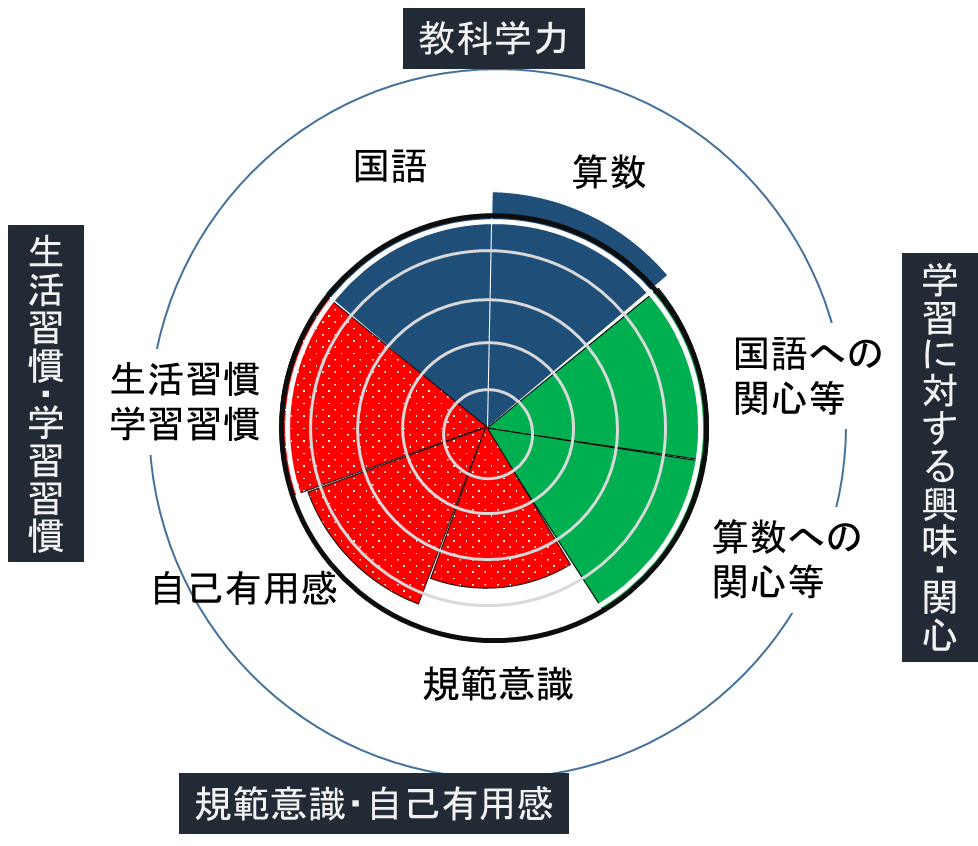 教科学力
国語
算数
生活習慣・学習習慣
学習に対する興味・関心
国語への
関心等
生活習慣
学習習慣
算数への
関心等
自己有用感
規範意識
規範意識・自己有用感